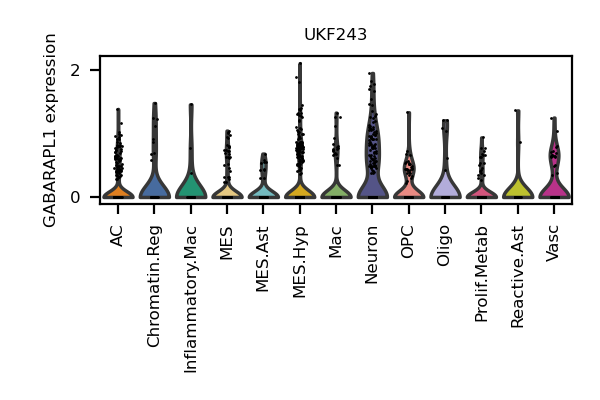 UKF243
GABARAPL1 expression
2
0
AC
Chromatin.Reg
Inflammatory.Mac
MES
MES.Ast
MES.Hyp
Mac
Neuron
OPC
Oligo
Prolif.Metab
Reactive.Ast
Vasc